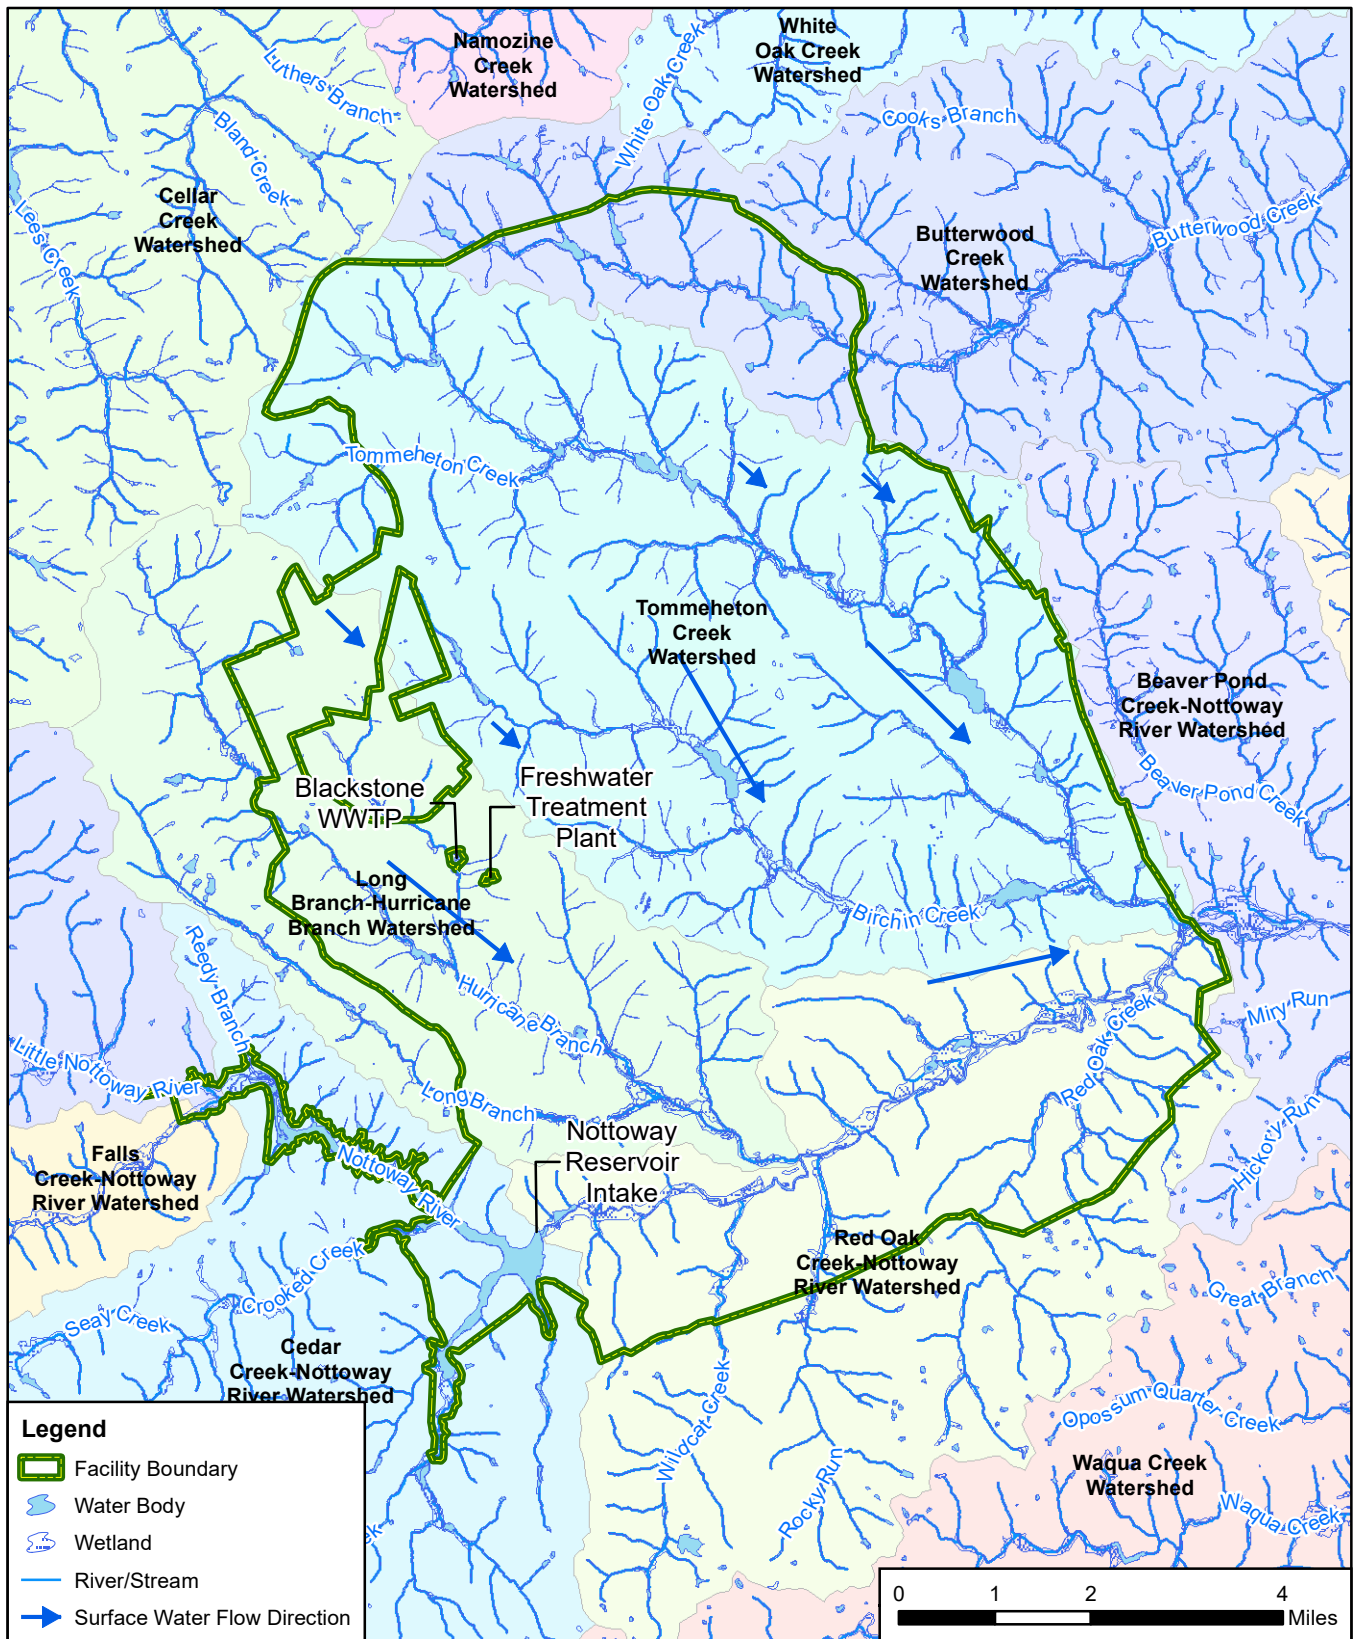 Namozine
Creek
Watershed
White
Oak Creek
Watershed
White Oak Creek
Luthers Branch
Bland Creek
Cooks Branch
Cellar
Creek
Watershed
Lees Creek
Butterwood
Creek
Watershed
Butterwood Creek
Tommeheton Creek
Tommeheton
Creek
Watershed
Beaver Pond
Creek-Nottoway
River Watershed
Beaver Pond Creek
Blackstone
WWTP
Freshwater
Treatment
Plant
Long
Branch-Hurricane
Branch Watershed
Birchin Creek
Reedy Branch
Hurricane Branch
Miry Run
Little Nottoway River
Long Branch
Red Oak Creek
Hickory Run
Falls
Creek-Nottoway
River Watershed
Nottoway River
Nottoway
Reservoir
Intake
Red Oak
Creek-Nottoway
River Watershed
Crooked Creek
Seay Creek
Great Branch
Cedar
Creek-Nottoway
River Watershed
Wildcat Creek
Opossum Quarter Creek
Rocky Run
Waqua Creek
Watershed
Waqua Creek
Legend
Facility Boundary
Water Body
Wetland
River/Stream
Surface Water Flow Direction
0 1 2 4
Miles